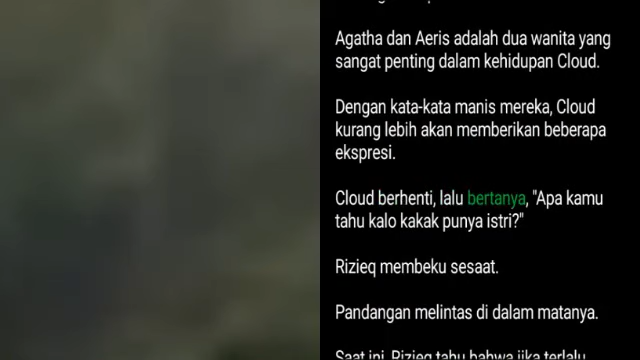 Agatha dan Aeris adalah dua wanita yang
sangat penting dalam kehidupan Cloud.
Dengan kata-kata manis mereka, Cloud
kurang lebih akan memberikan beberapa
ekspresi.
Cloud berhenti, lalu bertanya, "Apa kamu
tahu kalo kakak punya istri?"
Rizieq membeku sesaat.
Pandangan melintas di dalam matanya.
Saat ini, Rizieq tahu bahwa jika terlalu